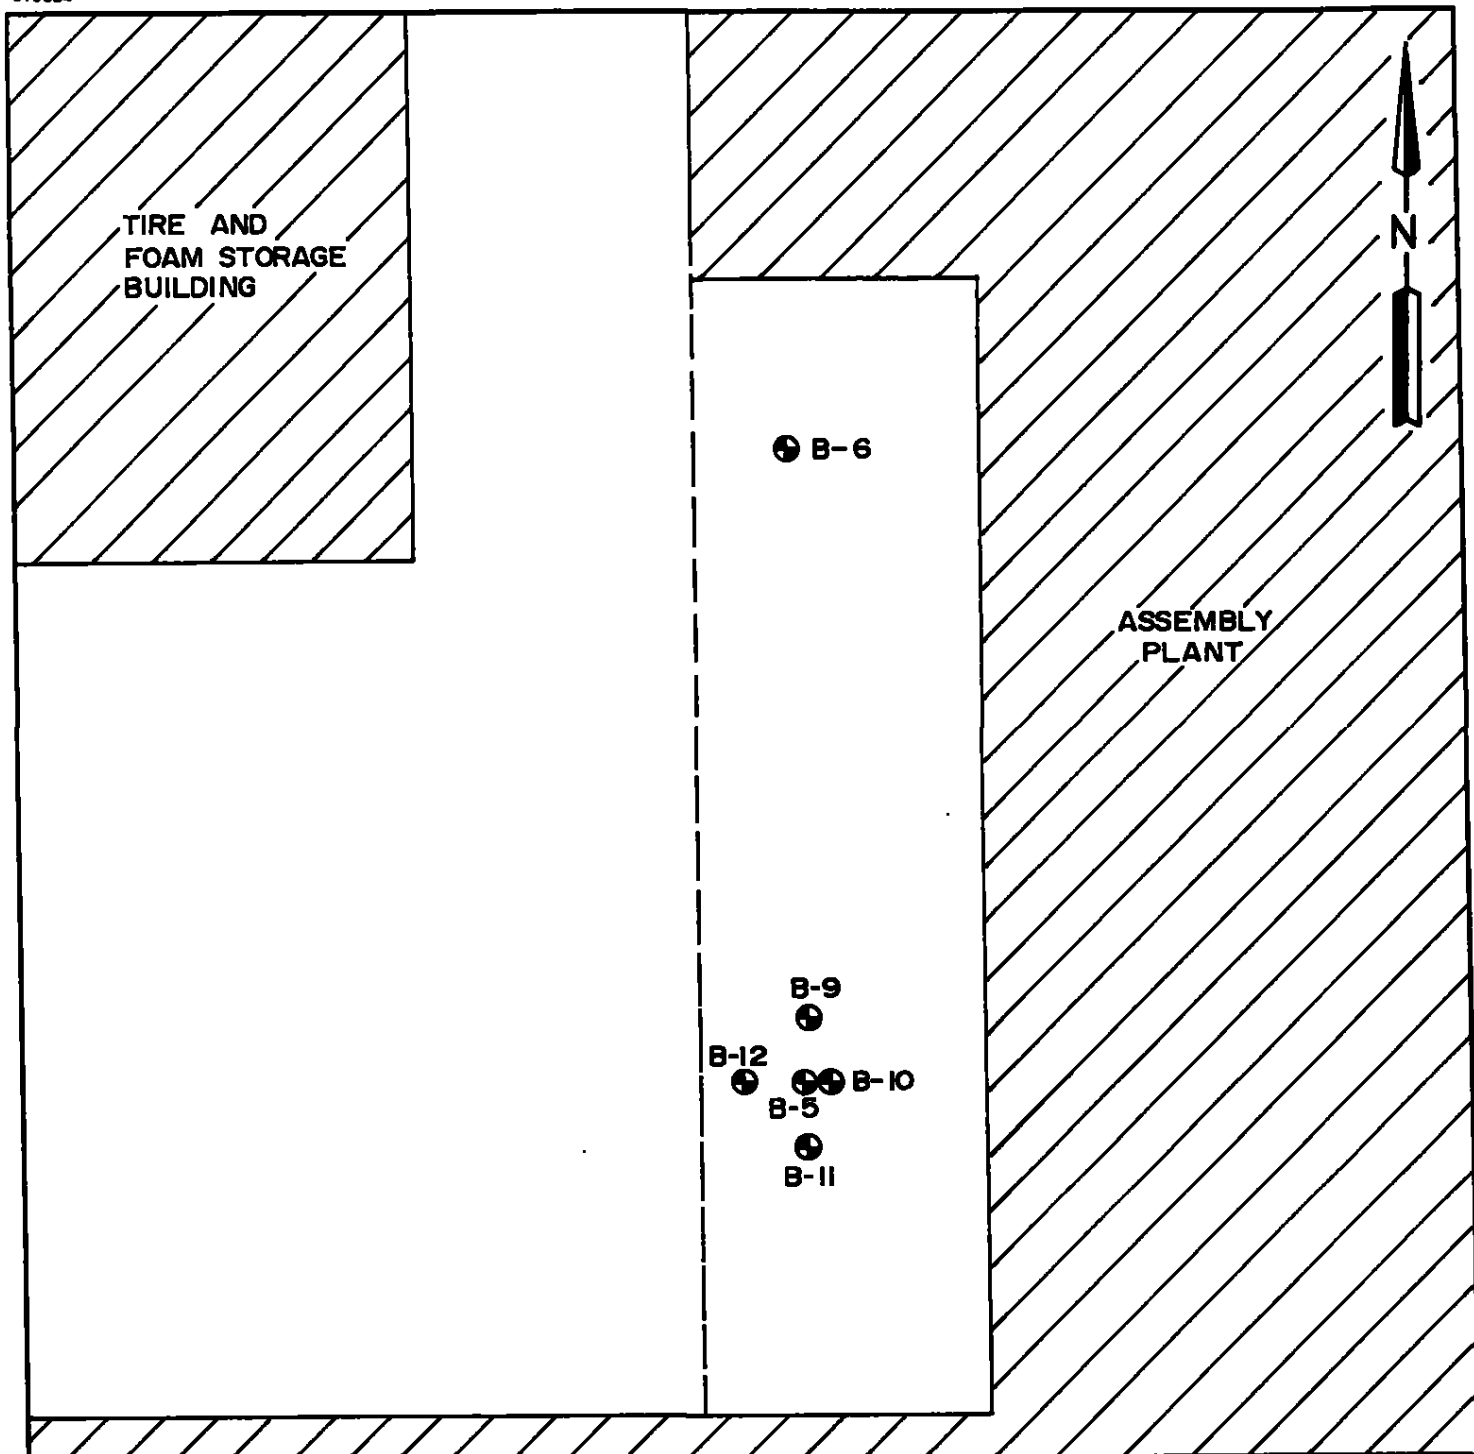 TIRE AND
FOAM STORAGE
BUILDING
N
B-6
ASSEMBLY
PLANT
B-9
B-12
B-10
B-5
B-11